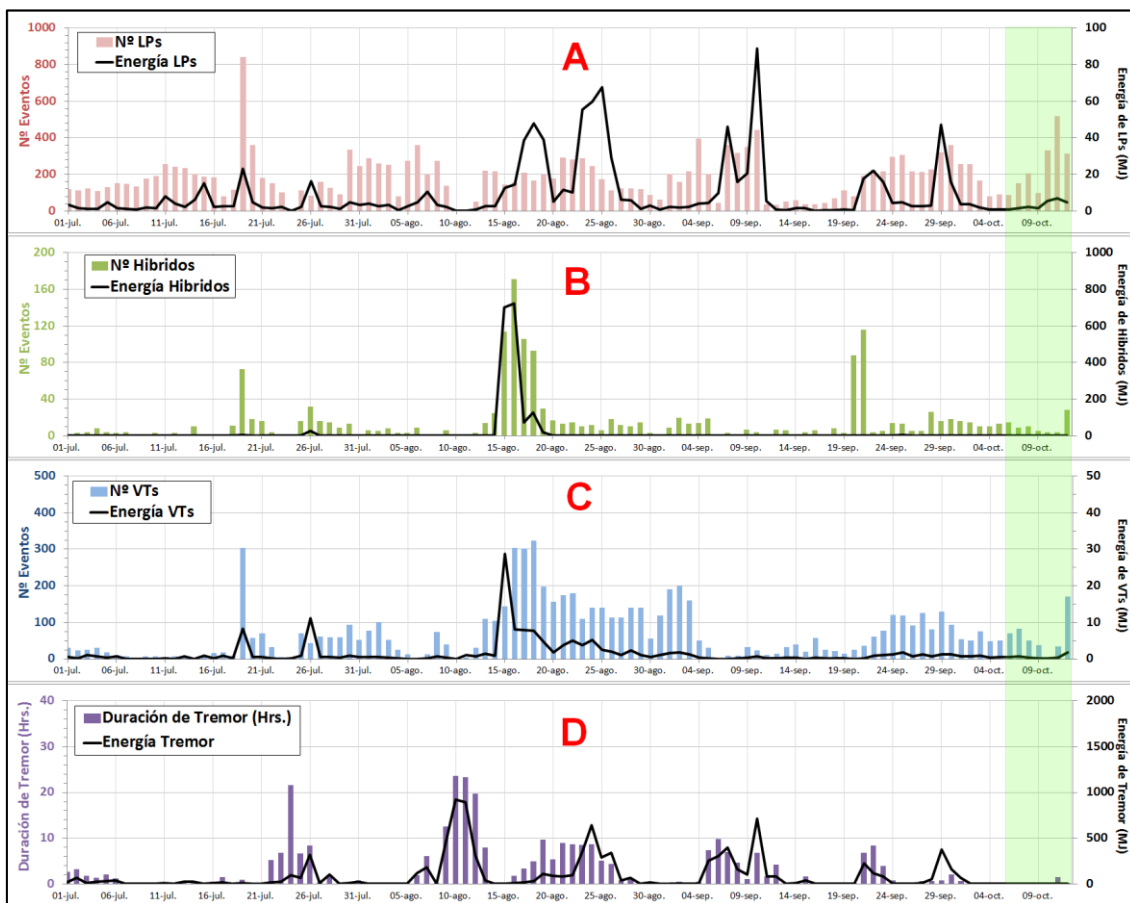 1000
800
600
400
200
0
Nº Eventos
Nº LPs
Energía LPs
A
100
80
60
40
20
0
Energía de LPs (MJ)
01-jul. 06-jul. 11-jul. 16-jul. 21-jul. 26-jul. 31-jul. 05-ago. 10-ago. 15-ago. 20-ago. 25-ago. 30-ago. 04-sep. 09-sep. 14-sep. 19-sep. 24-sep. 29-sep. 04-oct. 09-oct.
200
160
120
80
40
0
Nº Eventos
Nº Hibridos
Energía Hibridos
B
1000
800
600
400
200
0
Energía de Hibridos (MJ)
01-jul. 06-jul. 11-jul. 16-jul. 21-jul. 26-jul. 31-jul. 05-ago. 10-ago. 15-ago. 20-ago. 25-ago. 30-ago. 04-sep. 09-sep. 14-sep. 19-sep. 24-sep. 29-sep. 04-oct. 09-oct.
500
400
300
200
100
0
Nº Eventos
Nº VTs
Energía VTs
C
50
40
30
20
10
0
Energía de VTs (MJ)
01-jul. 06-jul. 11-jul. 16-jul. 21-jul. 26-jul. 31-jul. 05-ago. 10-ago. 15-ago. 20-ago. 25-ago. 30-ago. 04-sep. 09-sep. 14-sep. 19-sep. 24-sep. 29-sep. 04-oct. 09-oct.
40
30
20
10
0
Duración de Tremor (Hrs.)
Duración de Tremor (Hrs.)
Energía Tremor
D
2000
1500
1000
500
0
Energía de Tremor (MJ)
01-jul. 06-jul. 11-jul. 16-jul. 21-jul. 26-jul. 31-jul. 05-ago. 10-ago. 15-ago. 20-ago. 25-ago. 30-ago. 04-sep. 09-sep. 14-sep. 19-sep. 24-sep. 29-sep. 04-oct. 09-oct.